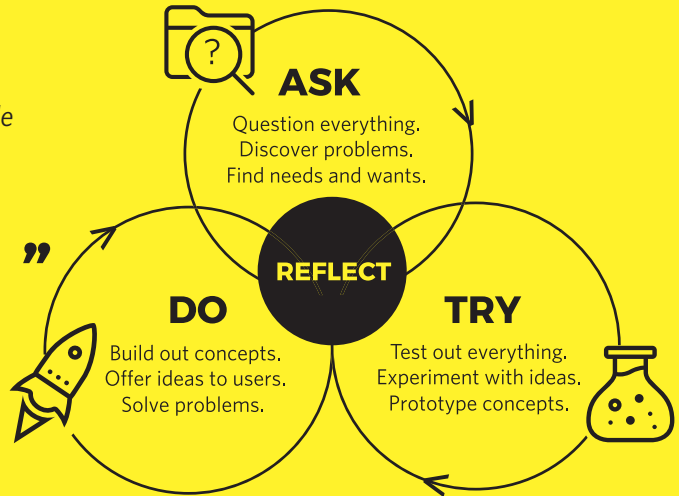 ?
ASK
Question everything.
Discover problems.
Find needs and wants.
”
REFLECT
DO
Build out concepts.
Offer ideas to users.
Solve problems.
TRY
Test out everything.
Experiment with ideas.
Prototype concepts.